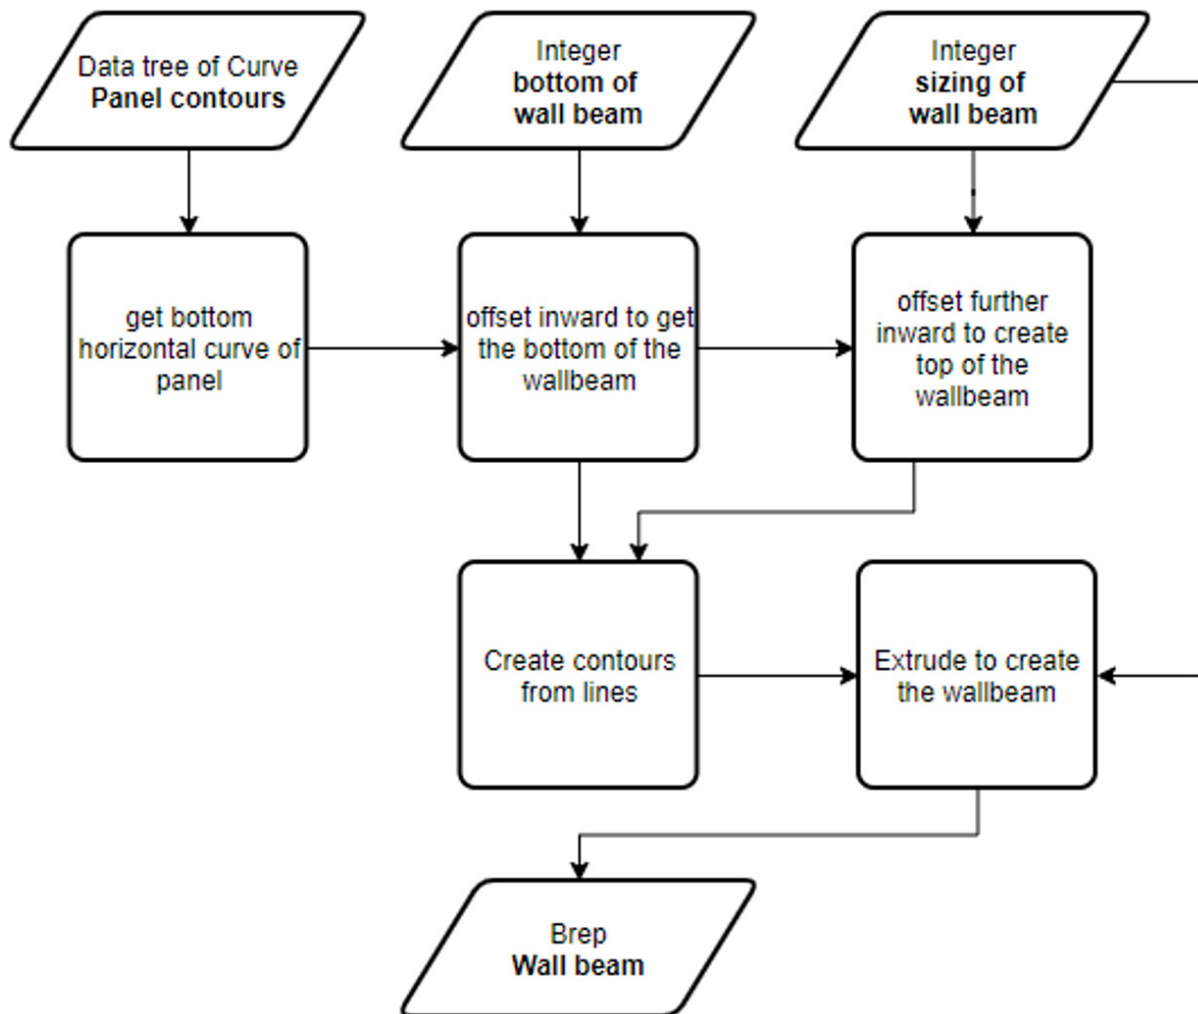 Data tree of Curve
Panel contours
Integer
bottom of
wall beam
Integer
sizing of
wall beam
get bottom
horizontal curve of
panel
offset inward to get
the bottom of the
wallbeam
offset further
inward to create
top of the
wallbeam
Create contours
from lines
Extrude to create
the wallbeam
Brep
Wall beam